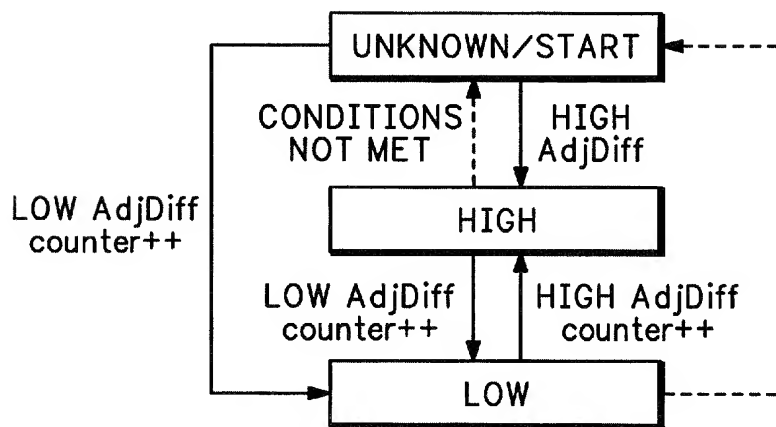 UNKNOWN/START
CONDITIONS
NOT MET
HIGH
AdjDiff
LOW AdjDiff
counter++
HIGH
LOW AdjDiff
counter++
HIGH AdjDiff
counter++
LOW